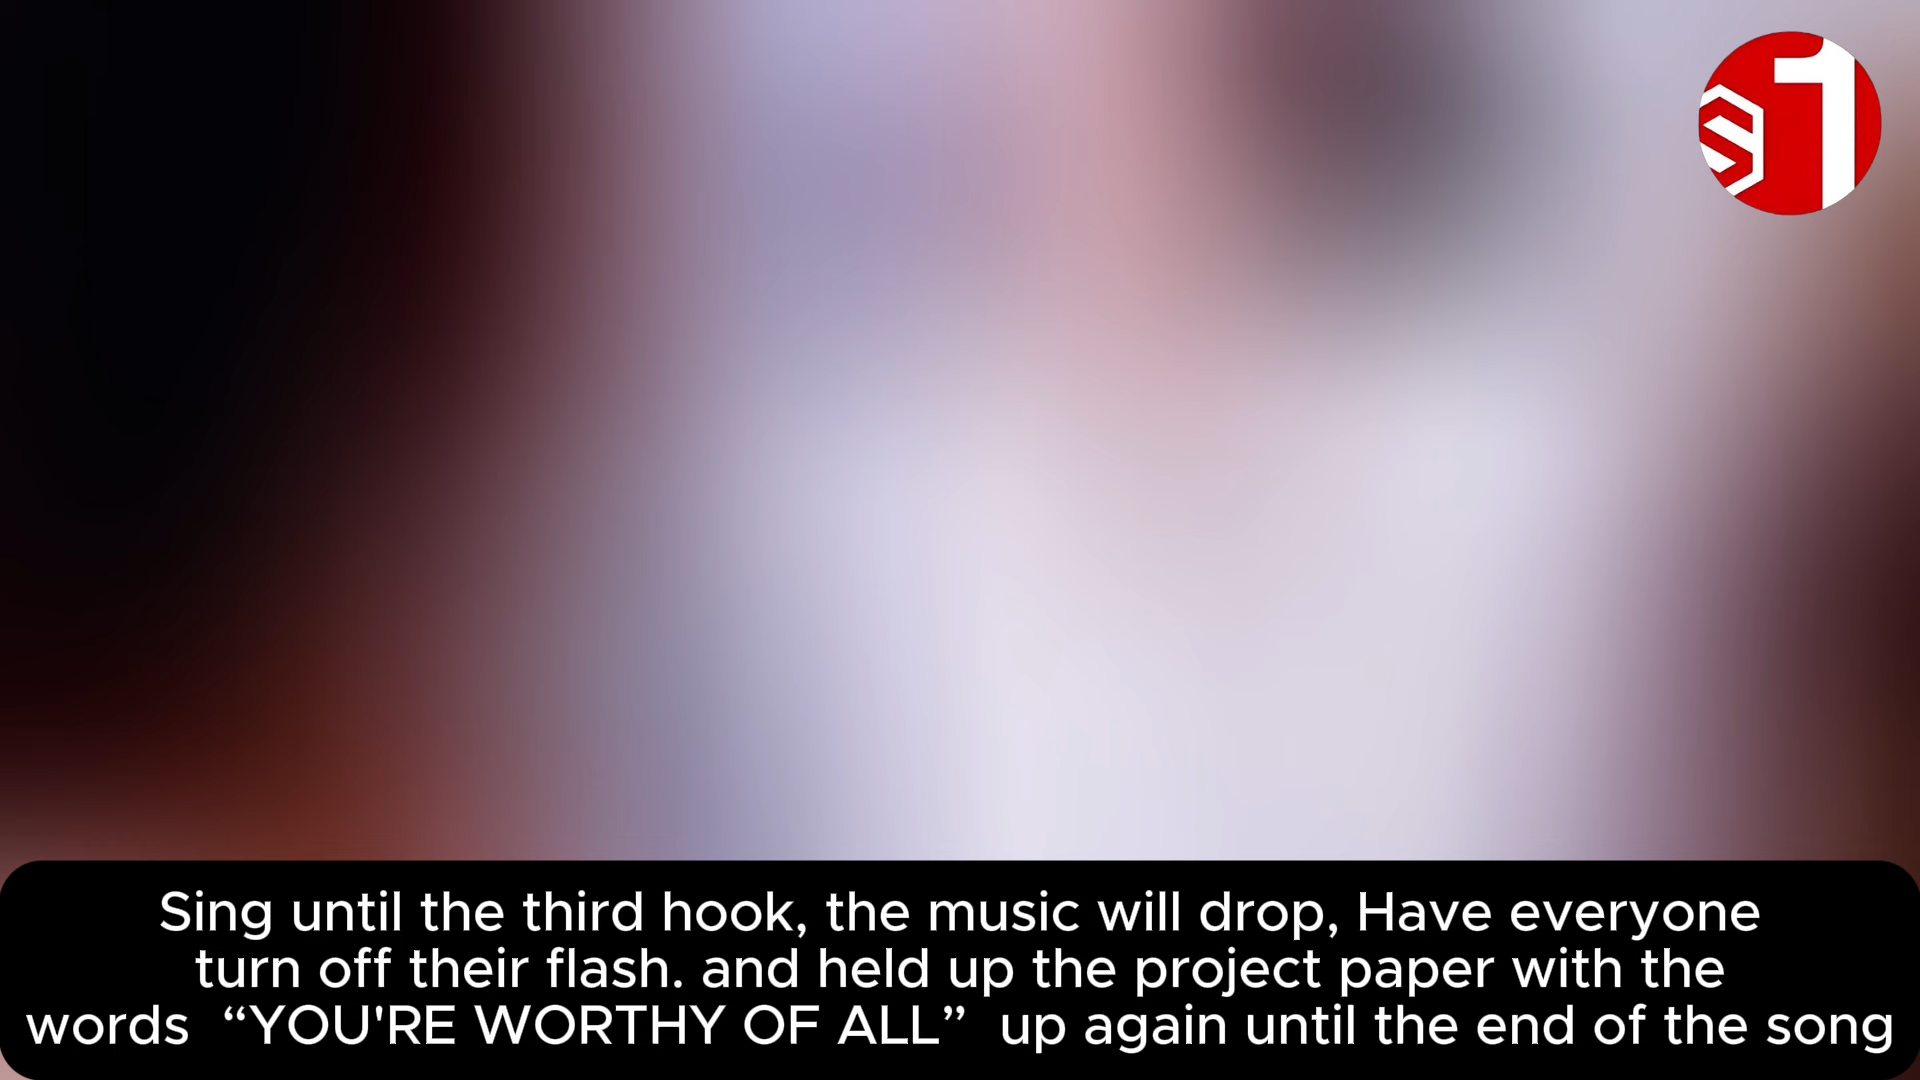 1
Sing until the third hook, the music will drop, Have everyone
turn off their flash. and held up the project paper with the
words “YOU'RE WORTHY OF ALL” up again until the end of the song